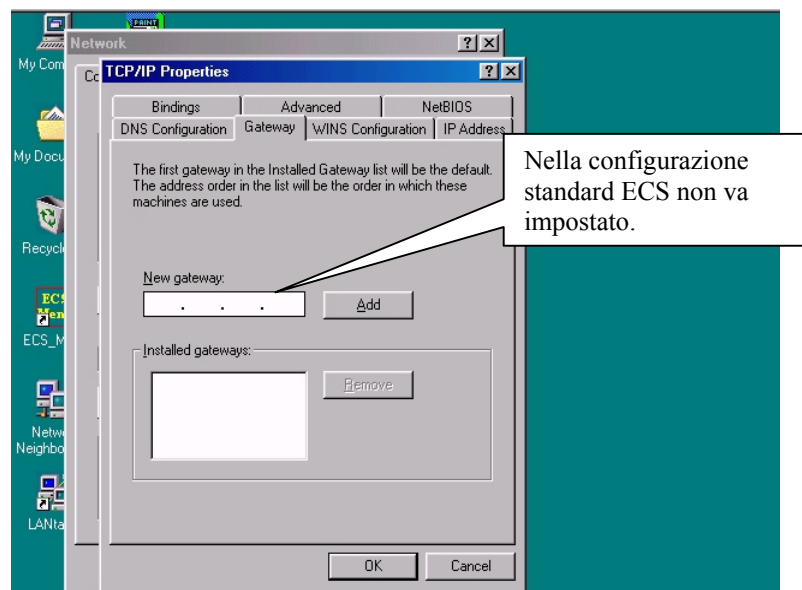 Network
My Com
TCP/IP Properties
Bindings
Advanced
NetBIOS
DNS Configuration
Gateway
WINS Configuration
IP Address
My Docu
The first gateway in the Installed Gateway list will be the default.
The address order in the list will be the order in which these
machines are used.
Nella configurazione
standard ECS non va
impostato.
Recycl
New gateway:
. . .
Add
ECS_M
Installed gateways:
Remove
Netw
Neighbo
LANta
OK
Cancel